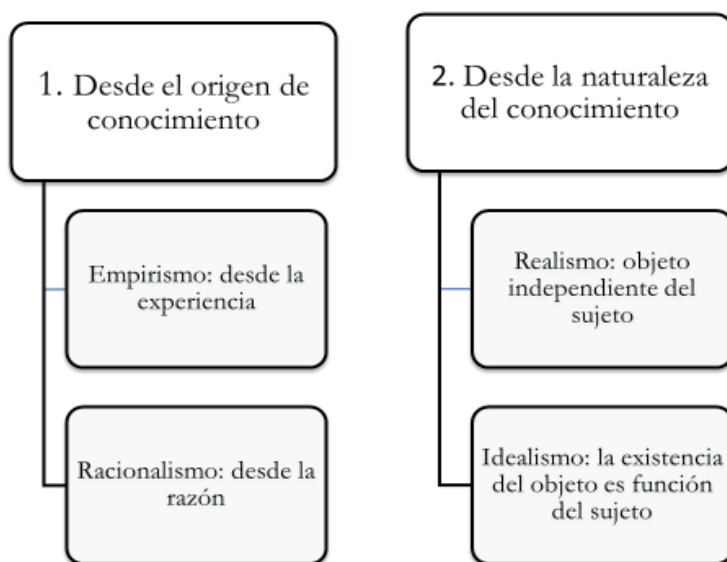 1. Desde el origen de
conocimiento
Empirismo: desde la
experiencia
Racionalismo: desde la
razón
2. Desde la naturaleza
del conocimiento
Realismo: objeto
independiente del
sujeto
Idealismo: la existencia
del objeto es función
del sujeto